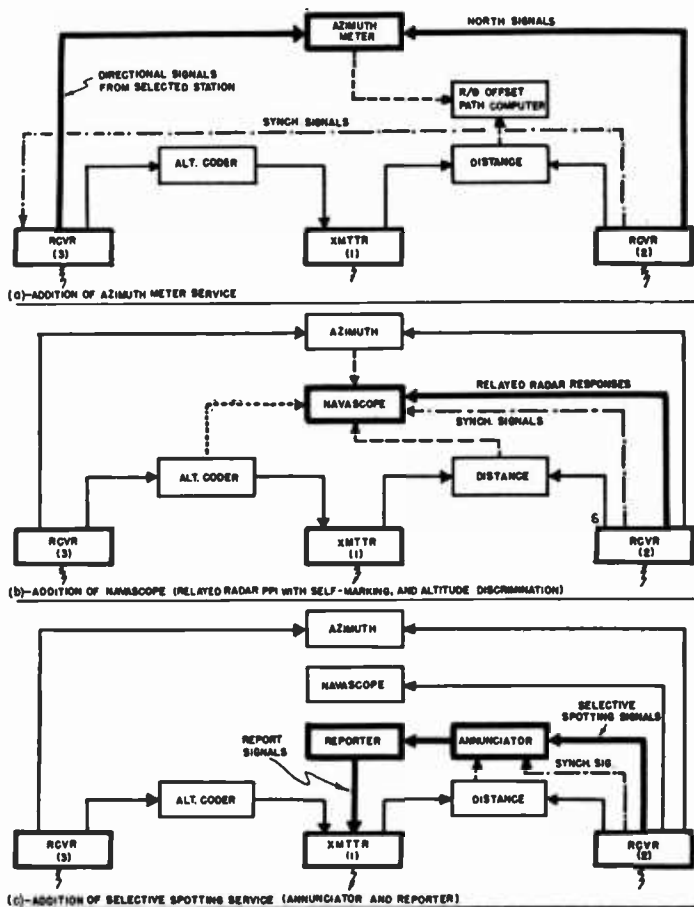 AZIMUTH
METER
NORTH SIGNALS
DIRECTIONAL SIGNALS
FROM SELECTED STATION
R/θ OFFSET
PATH COMPUTER
SYNCH. SIGNALS
ALT. CODER
DISTANCE
RCVR
(3)
XMTTR
(1)
RCVR
(2)
(a)-ADDITION OF AZIMUTH METER SERVICE
AZIMUTH
NAVASCOPE
RELAYED RADAR RESPONSES
SYNCH. SIGNALS
ALT. CODER
DISTANCE
RCVR
(3)
XMTTR
(1)
RCVR
(2)
(b)-ADDITION OF NAVASCOPE (RELAYED RADAR PPI WITH SELF-MARKING, AND ALTITUDE DISCRIMINATION)
AZIMUTH
NAVASCOPE
SELECTIVE
SPOTTING SIGNALS
REPORT
SIGNALS
REPORTER
ANNUNCIATOR
SYNCH. SIG.
ALT. CODER
DISTANCE
RCVR
(3)
XMTTR
(1)
RCVR
(2)
(c)-ADDITION OF SELECTIVE SPOTTING SERVICE (ANNUNCIATOR AND REPORTER)